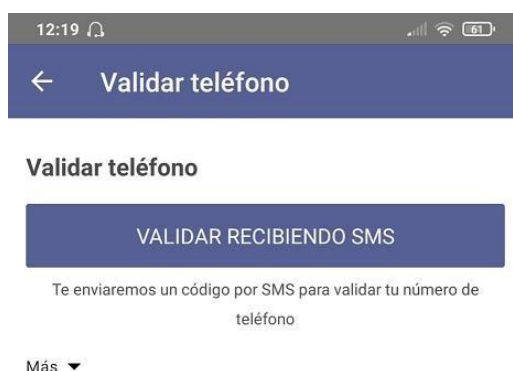 12:19
61
Validar teléfono
Validar teléfono
VALIDAR RECIBIENDO SMS
Te enviaremos un código por SMS para validar tu número de
teléfono
Más